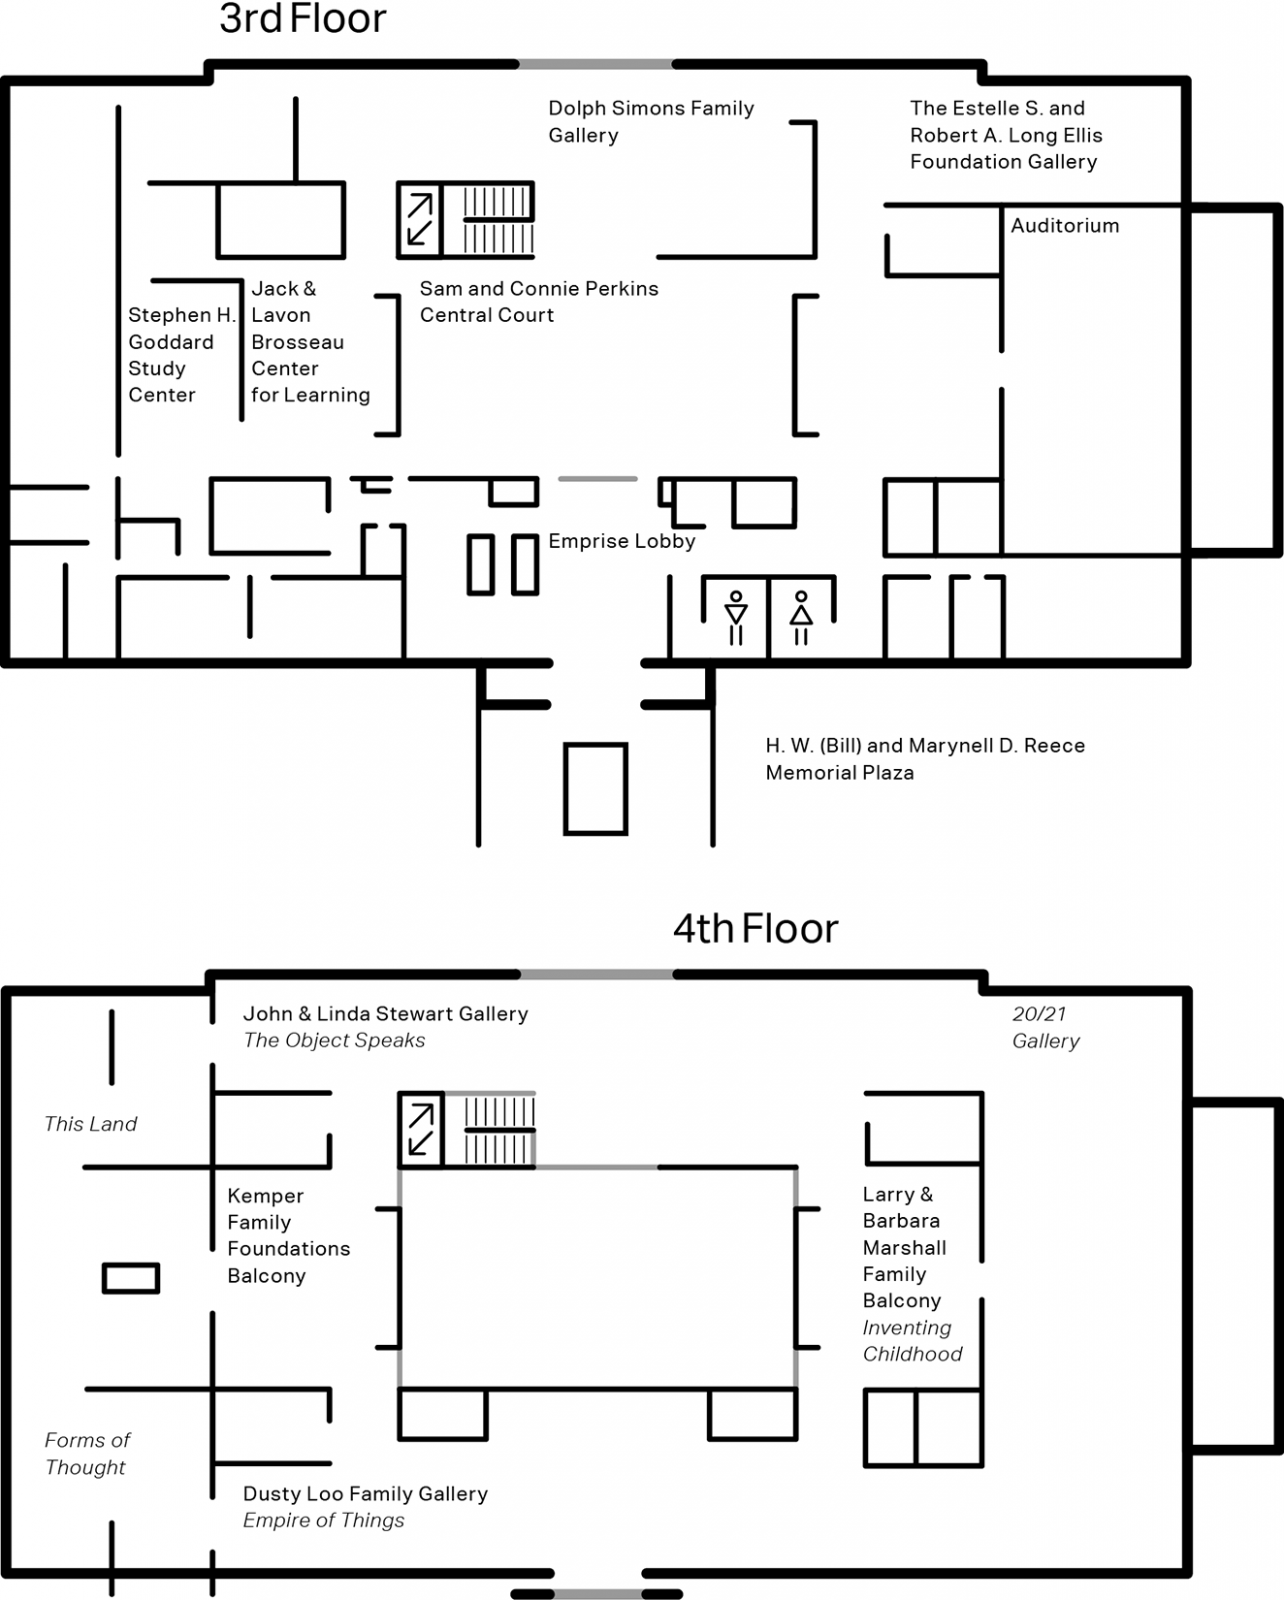 3rd Floor
Dolph Simons Family
Gallery
The Estelle S. and
Robert A. Long Ellis
Foundation Gallery
Auditorium
Stephen H.
Goddard
Study
Center
Jack &
Lavon
Brosseau
Center
for Learning
Sam and Connie Perkins
Central Court
Emprise Lobby
H. W. (Bill) and Marynell D. Reece
Memorial Plaza
4th Floor
John & Linda Stewart Gallery
The Object Speaks
20/21
Gallery
This Land
Kemper
Family
Foundations
Balcony
Larry &
Barbara
Marshall
Family
Balcony
Inventing
Childhood
Forms of
Thought
Dusty Loo Family Gallery
Empire of Things